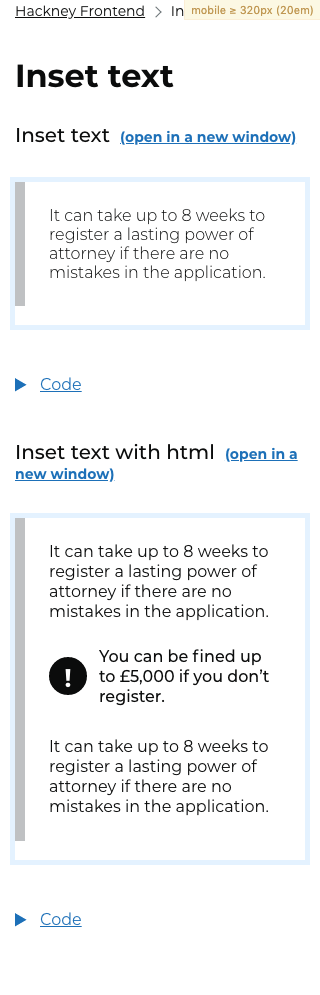 Hackney Frontend > In mobile ≥ 320px (20em)
Inset text
Inset text (open in a new window)
It can take up to 8 weeks to
register a lasting power of
attorney if there are no
mistakes in the application.
Code
Inset text with html (open in a
new window)
It can take up to 8 weeks to
register a lasting power of
attorney if there are no
mistakes in the application.
! You can be fined up
to £5,000 if you don’t
register.
It can take up to 8 weeks to
register a lasting power of
attorney if there are no
mistakes in the application.
Code